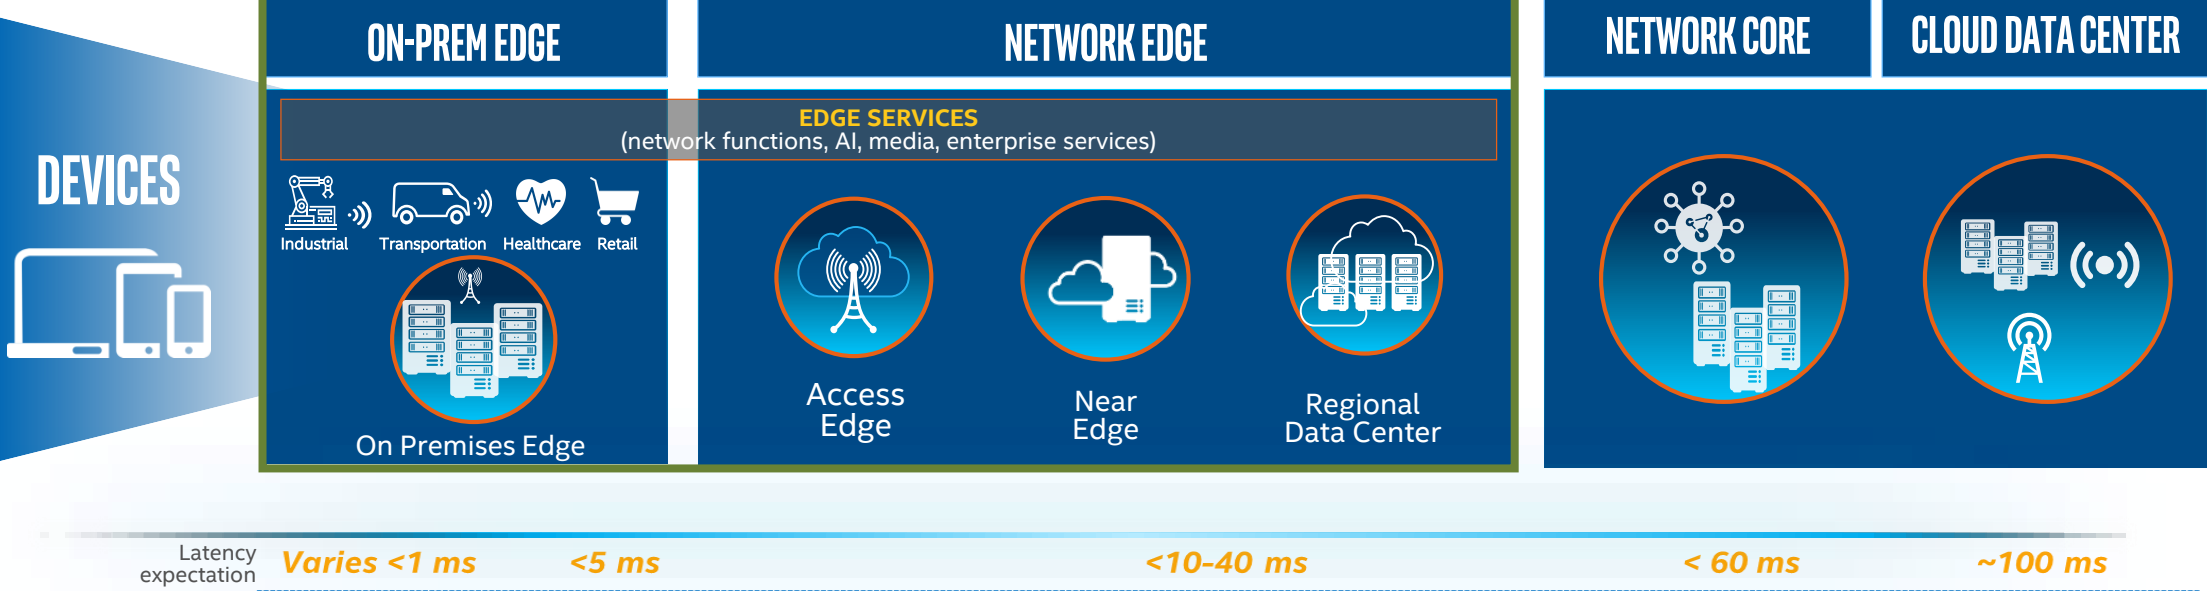 DEVICES
ON-PREM EDGE
NETWORK EDGE
NETWORK CORE
CLOUD DATA CENTER
EDGE SERVICES
(network functions, AI, media, enterprise services)
Industrial
Transportation
Healthcare
Retail
On Premises Edge
Access
Edge
Near
Edge
Regional
Data Center
Latency
expectation
Varies <1 ms
<5 ms
<10-40 ms
< 60 ms
~100 ms